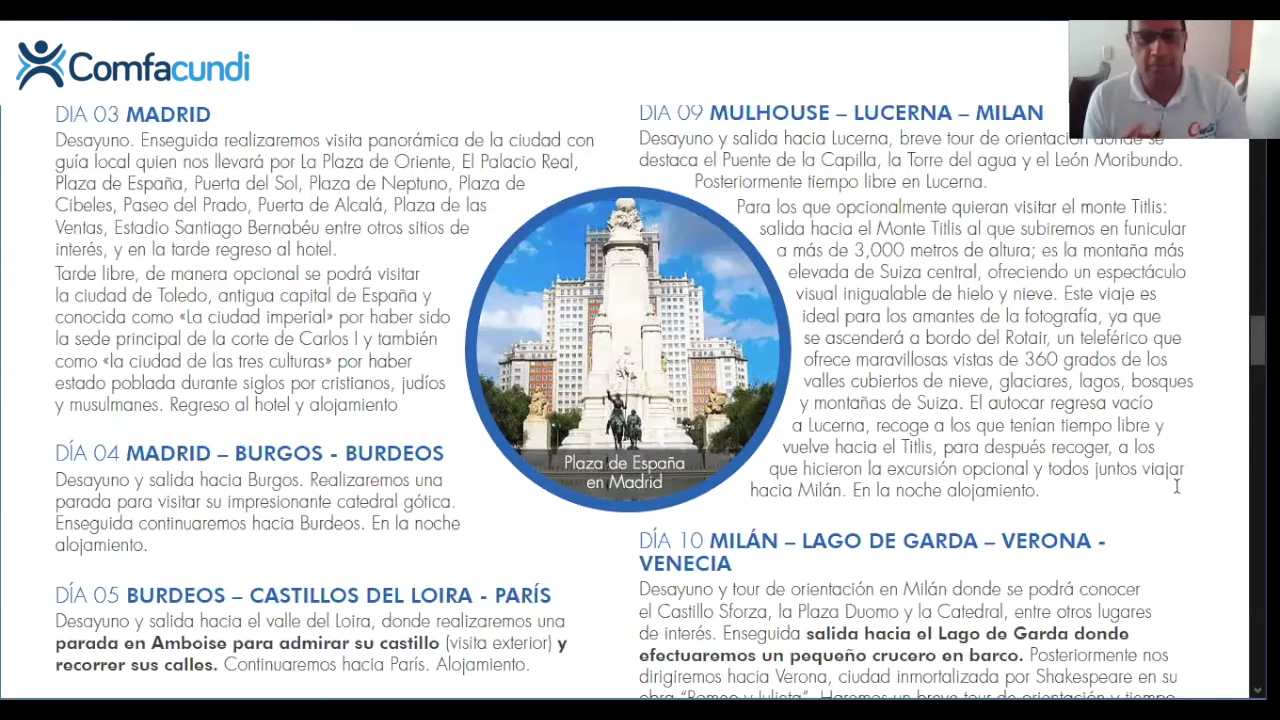 Comfacundi
DIA 03 MADRID
Desayuno. Enseguida realizaremos visita panorámica de la ciudad con
guía local quien nos llevará por La Plaza de Oriente, El Palacio Real,
Plaza de España, Puerta del Sol, Plaza de Neptuno, Plaza de
Cibeles, Paseo del Prado, Puerta de Alcalá, Plaza de las
Ventas, Estadio Santiago Bernabéu entre otros sitios de
interés, y en la tarde regreso al hotel.
Tarde libre, de manera opcional se podrá visitar
la ciudad de Toledo, antigua capital de España y
conocida como «La ciudad imperial» por haber sido
la sede principal de la corte de Carlos I y también
como «la ciudad de las tres culturas» por haber
estado poblada durante siglos por cristianos, judíos
y musulmanes. Regreso al hotel y alojamiento
DÍA 04 MADRID – BURGOS - BURDEOS
Desayuno y salida hacia Burgos. Realizaremos una
parada para visitar su impresionante catedral gótica.
Enseguida continuaremos hacia Burdeos. En la noche
alojamiento.
DÍA 05 BURDEOS – CASTILLOS DEL LOIRA - PARÍS
Desayuno y salida hacia el valle del Loira, donde realizaremos una
parada en Amboise para admirar su castillo (visita exterior) y
recorrer sus calles. Continuaremos hacia París. Alojamiento.
Plaza de España
en Madrid
DIA 09 MULHOUSE – LUCERNA – MILAN
Desayuno y salida hacia Lucerna, breve tour de orientación donde se
destaca el Puente de la Capilla, la Torre del agua y el León Moribundo.
Posteriormente tiempo libre en Lucerna.
Para los que opcionalmente quieran visitar el monte Titlis:
salida hacia el Monte Titlis al que subiremos en funicular
a más de 3,000 metros de altura; es la montaña más
elevada de Suiza central, ofreciendo un espectáculo
visual inigualable de hielo y nieve. Este viaje es
ideal para los amantes de la fotografía, ya que
se ascenderá a bordo del Rotair, un teleférico que
ofrece maravillosas vistas de 360 grados de los
valles cubiertos de nieve, glaciares, lagos, bosques
y montañas de Suiza. El autocar regresa vacío
a Lucerna, recoge a los que tenían tiempo libre y
vuelve hacia el Titlis, para después recoger, a los
que hicieron la excursión opcional y todos juntos viajar
hacia Milán. En la noche alojamiento.
DÍA 10 MILÁN – LAGO DE GARDA – VERONA -
VENECIA
Desayuno y tour de orientación en Milán donde se podrá conocer
el Castillo Sforza, la Plaza Duomo y la Catedral, entre otros lugares
de interés. Enseguida salida hacia el Lago de Garda donde
efectuaremos un pequeño crucero en barco. Posteriormente nos
dirigiremos hacia Verona, ciudad inmortalizada por Shakespeare en su
obra "Romeo y Julieta". Haremos un breve tour de orientación y tiempo